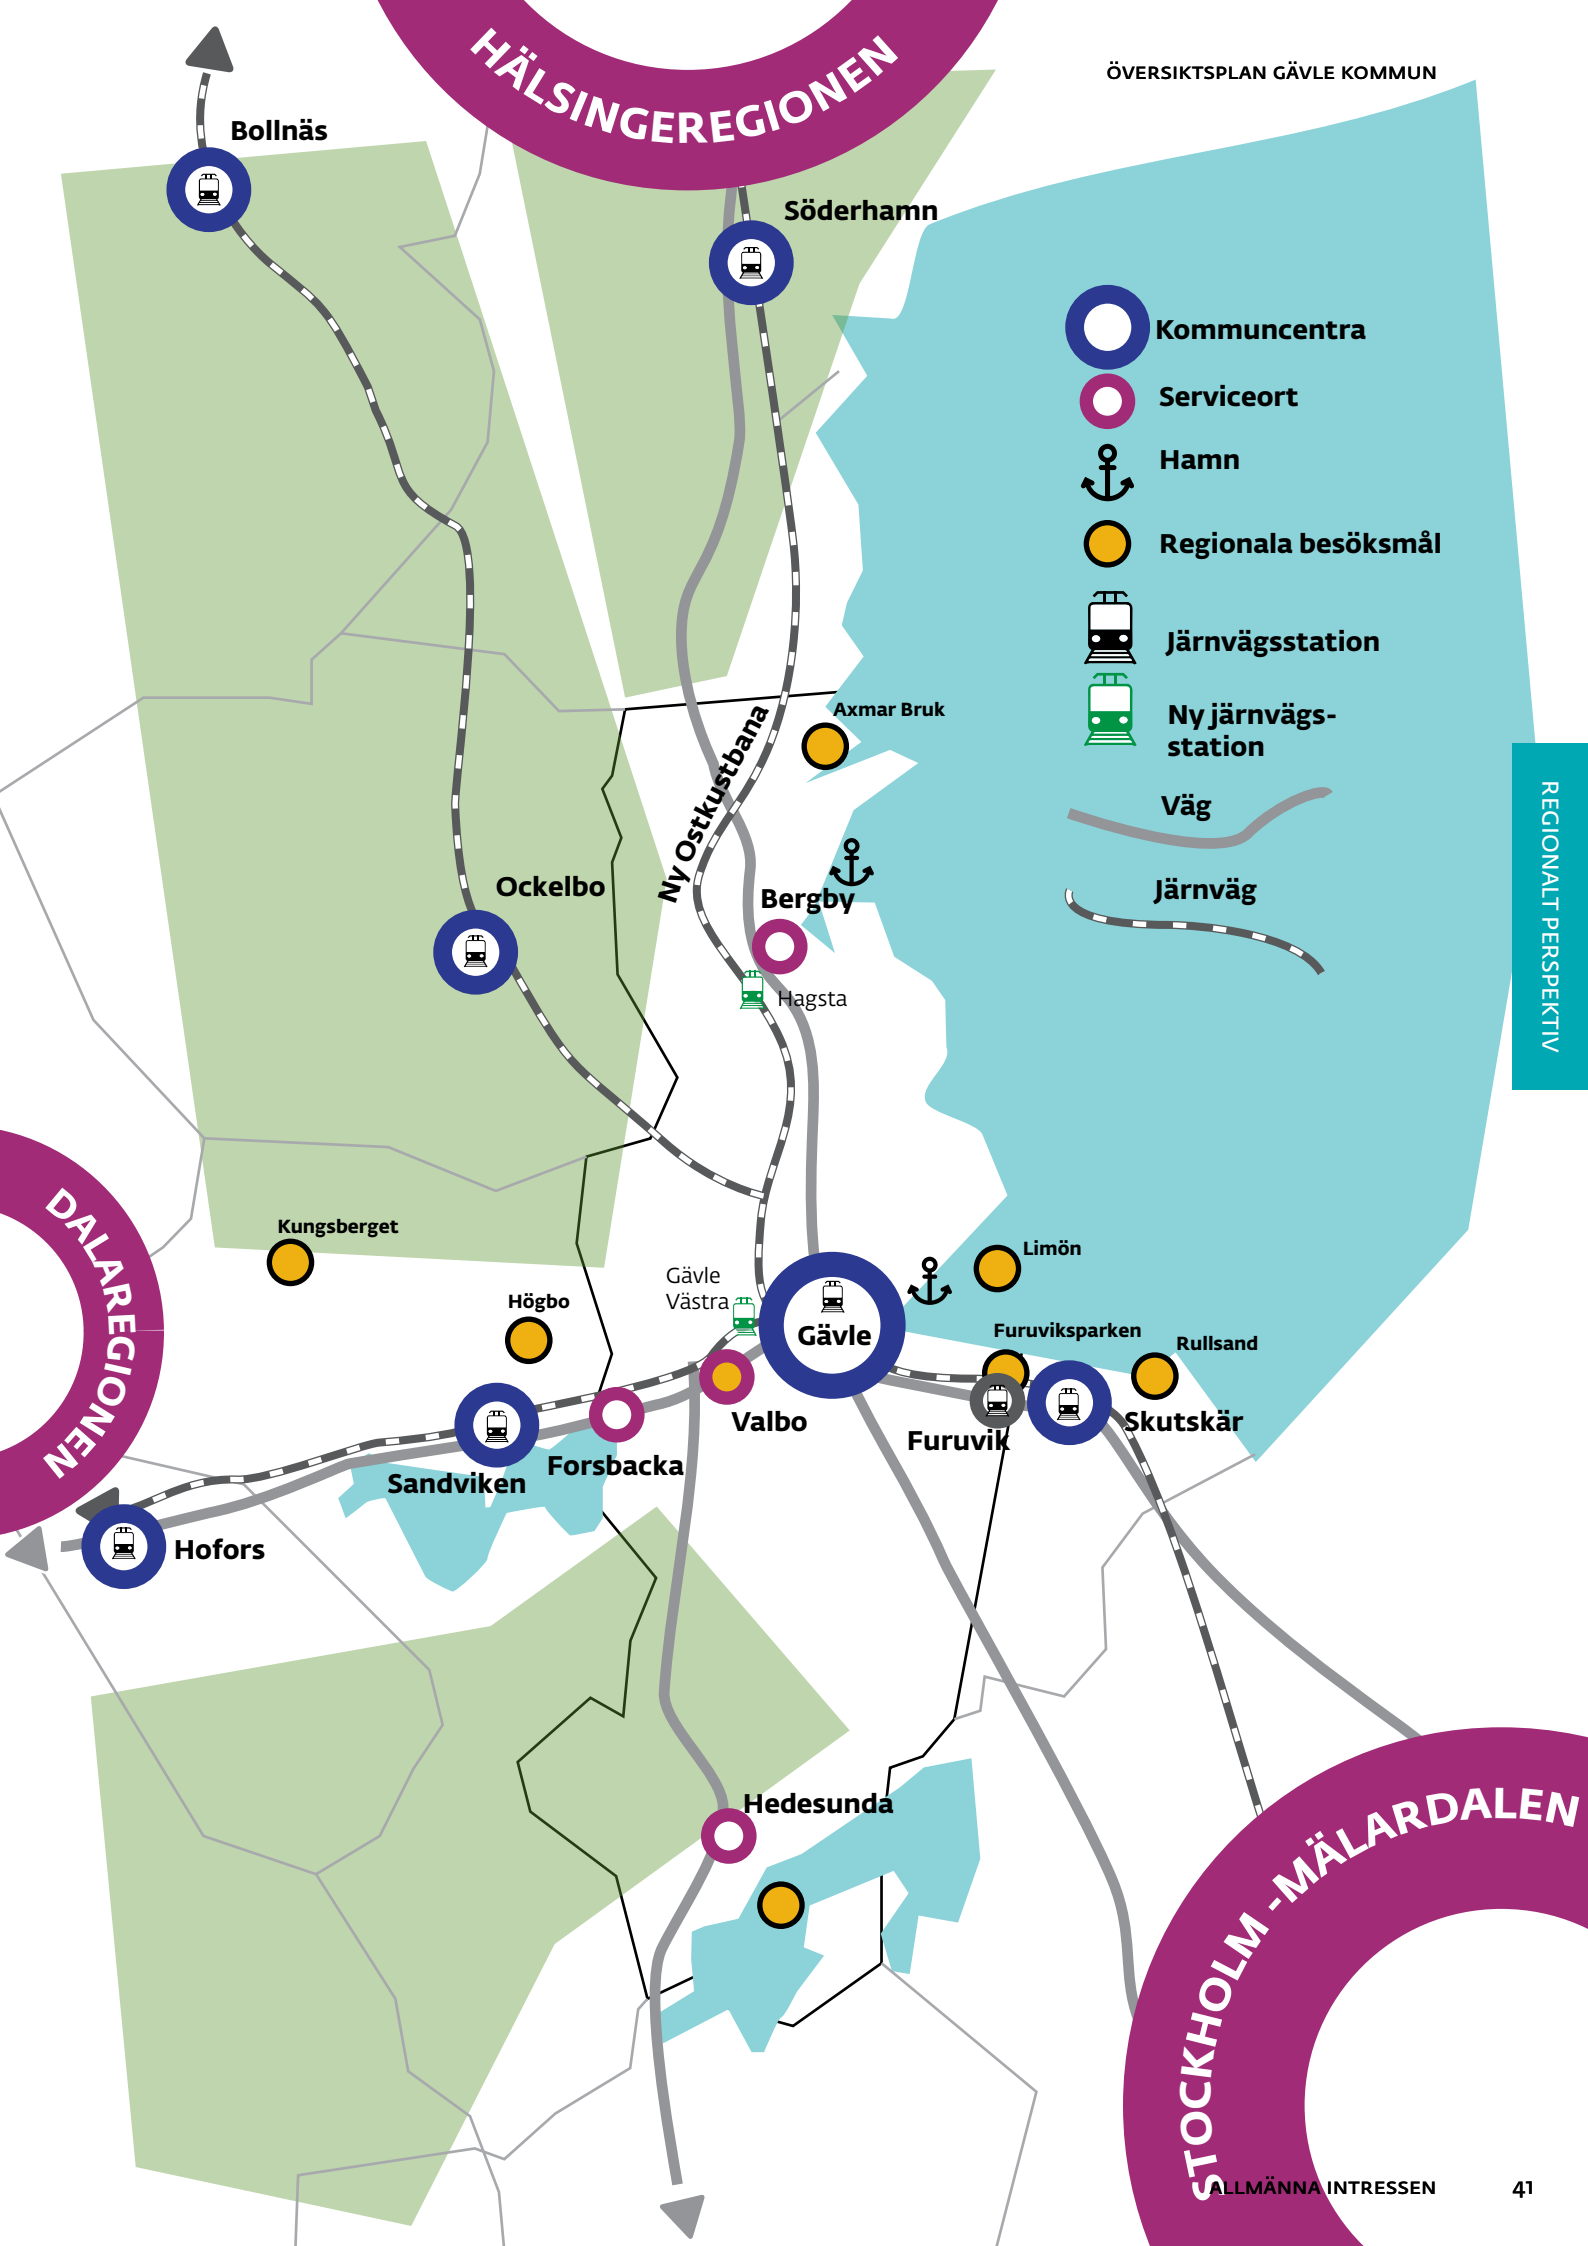 HÄLSINGEREGIONEN
ÖVERSIKTSPLAN GÄVLE KOMMUN
Bollnäs
Söderhamn
Kommuncentra
Serviceort
Hamn
Regionala besöksmål
Järnvägsstation
Ny järnvägs-
station
Väg
Järnväg
REGIONALT PERSPEKTIV
Axmar Bruk
Ny Ostkustbana
Ockelbo
Bergby
Hagsta
DALAREGIONEN
Kungsberget
Limön
Gävle
Västra
Högbo
Gävle
Furuviksparken
Rullsand
Valbo
Skutskär
Furuvik
Forsbacka
Sandviken
Hofors
Hedesunda
STOCKHOLM -MÄLARDALEN
ALLMÄNNA INTRESSEN
41